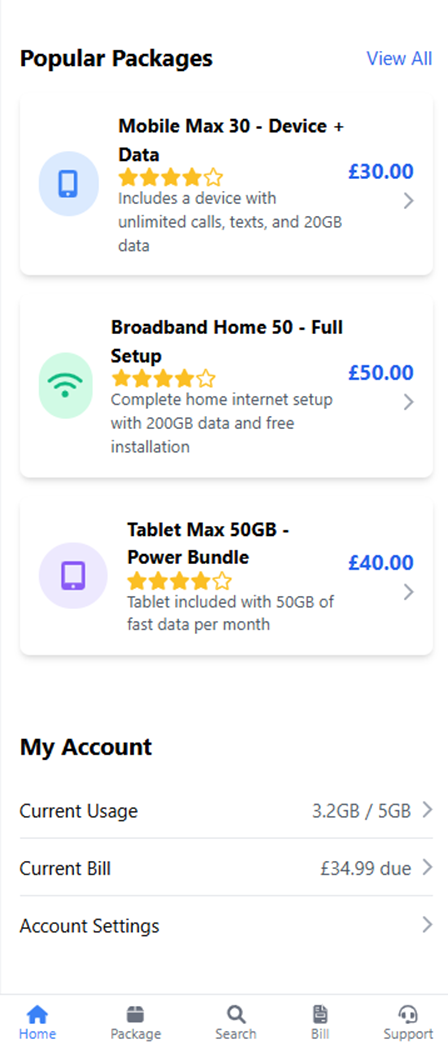 Popular Packages
View All
Mobile Max 30 - Device +
Data
£30.00
Includes a device with
unlimited calls, texts, and 20GB
data
Broadband Home 50 - Full
Setup
£50.00
Complete home internet setup
with 200GB data and free
installation
Tablet Max 50GB -
Power Bundle
£40.00
Tablet included with 50GB of
fast data per month
My Account
Current Usage
3.2GB / 5GB
Current Bill
£34.99 due
Account Settings
Home
Package
Search
Bill
Support